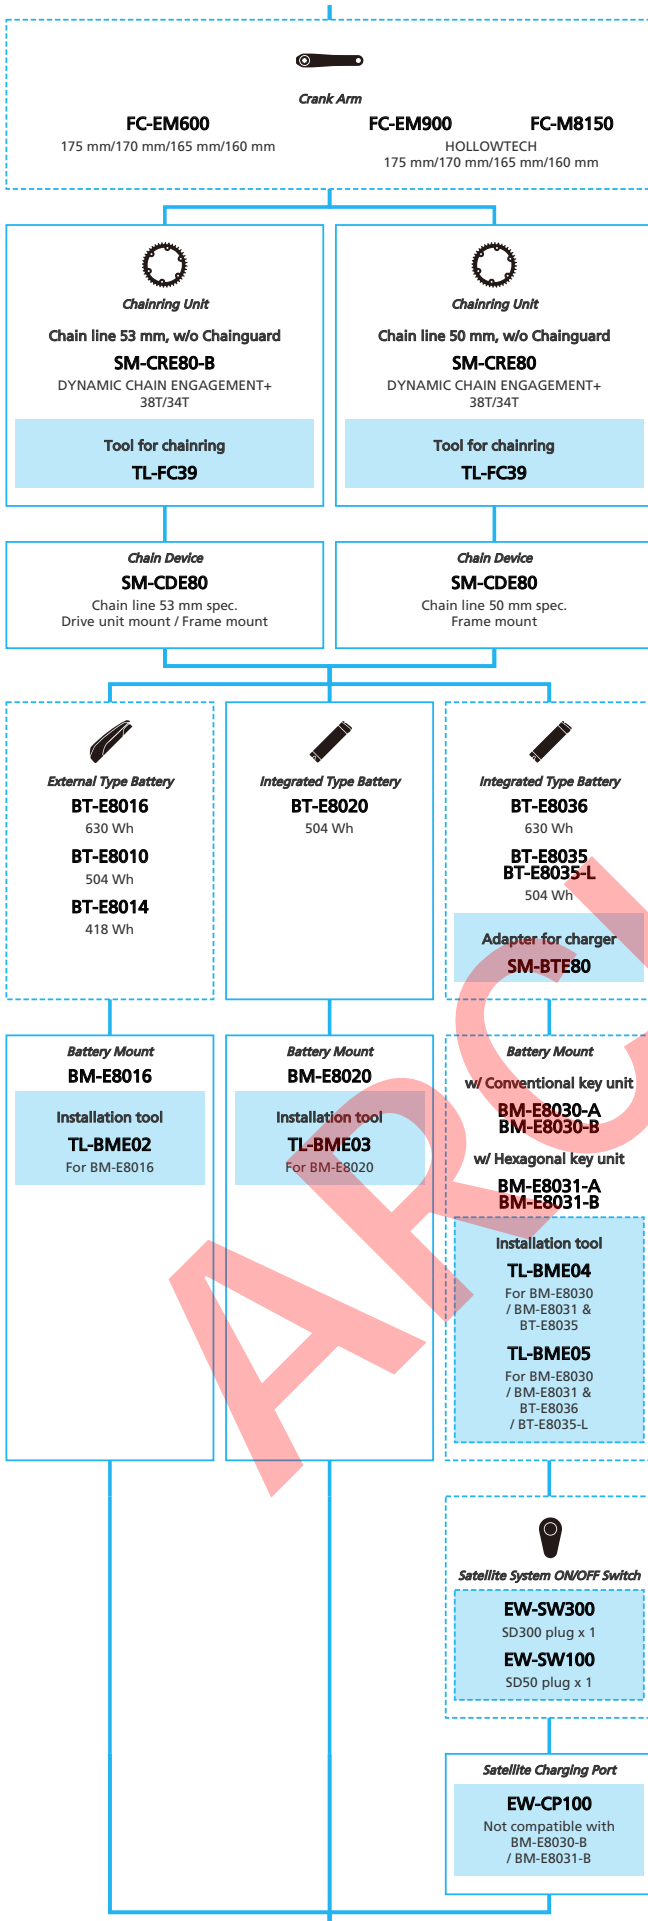 Crank Arm
FC-EM600
175 mm/170 mm/165 mm/160 mm
FC-EM900 FC-M8150
HOLLOWTECH
175 mm/170 mm/165 mm/160 mm
Chainring Unit
Chain line 53 mm, w/o Chainguard
SM-CRE80-B
DYNAMIC CHAIN ENGAGEMENT+
38T/34T
Tool for chainring
TL-FC39
Chainring Unit
Chain line 50 mm, w/o Chainguard
SM-CRE80
DYNAMIC CHAIN ENGAGEMENT+
38T/34T
Tool for chainring
TL-FC39
Chain Device
SM-CDE80
Chain line 53 mm spec.
Drive unit mount / Frame mount
Chain Device
SM-CDE80
Chain line 50 mm spec.
Frame mount
External Type Battery
BT-E8016
630 Wh
BT-E8010
504 Wh
BT-E8014
418 Wh
Integrated Type Battery
BT-E8020
504 Wh
Integrated Type Battery
BT-E8036
630 Wh
BT-E8035
BT-E8035-L
504 Wh
Adapter for charger
SM-BTE80
Battery Mount
BM-E8016
Installation tool
TL-BME02
For BM-E8016
Battery Mount
BM-E8020
Installation tool
TL-BME03
For BM-E8020
Battery Mount
w/ Conventional key unit
BM-E8030-A
BM-E8030-B
w/ Hexagonal key unit
BM-E8031-A
BM-E8031-B
Installation tool
TL-BME04
For BM-E8030
/ BM-E8031 &
BT-E8035
TL-BME05
For BM-E8030
/ BM-E8031 &
BT-E8036
/ BT-E8035-L
Satellite System ON/OFF Switch
EW-SW300
SD300 plug x 1
EW-SW100
SD50 plug x 1
Satellite Charging Port
EW-CP100
Not compatible with
BM-E8030-B
/ BM-E8031-B